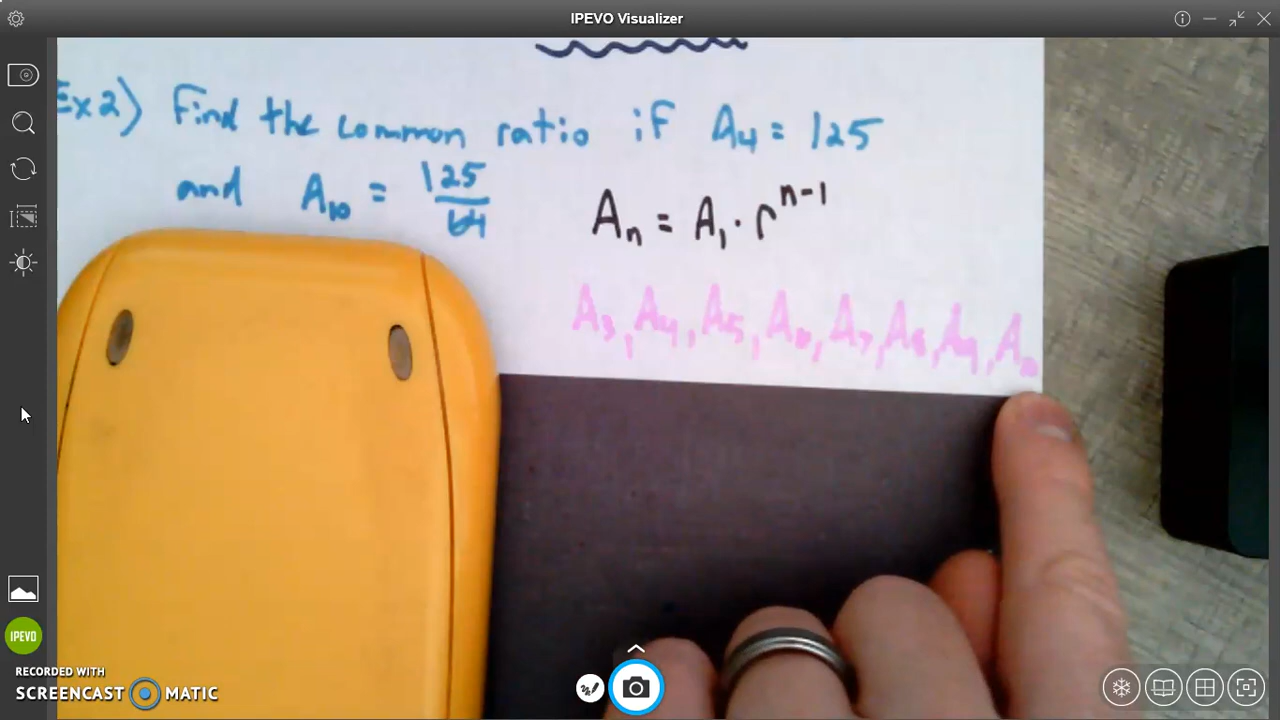 IPEVO Visualizer
Ex2) Find the common ratio if A₄ = 125
and A₁₀ = 125/64
Aₙ = A₁ · rⁿ⁻¹
A₃, A₄, A₅, A₆, A₇, A₈, A₉, A₁₀
IPEVO
RECORDED WITH
SCREENCAST MATIC